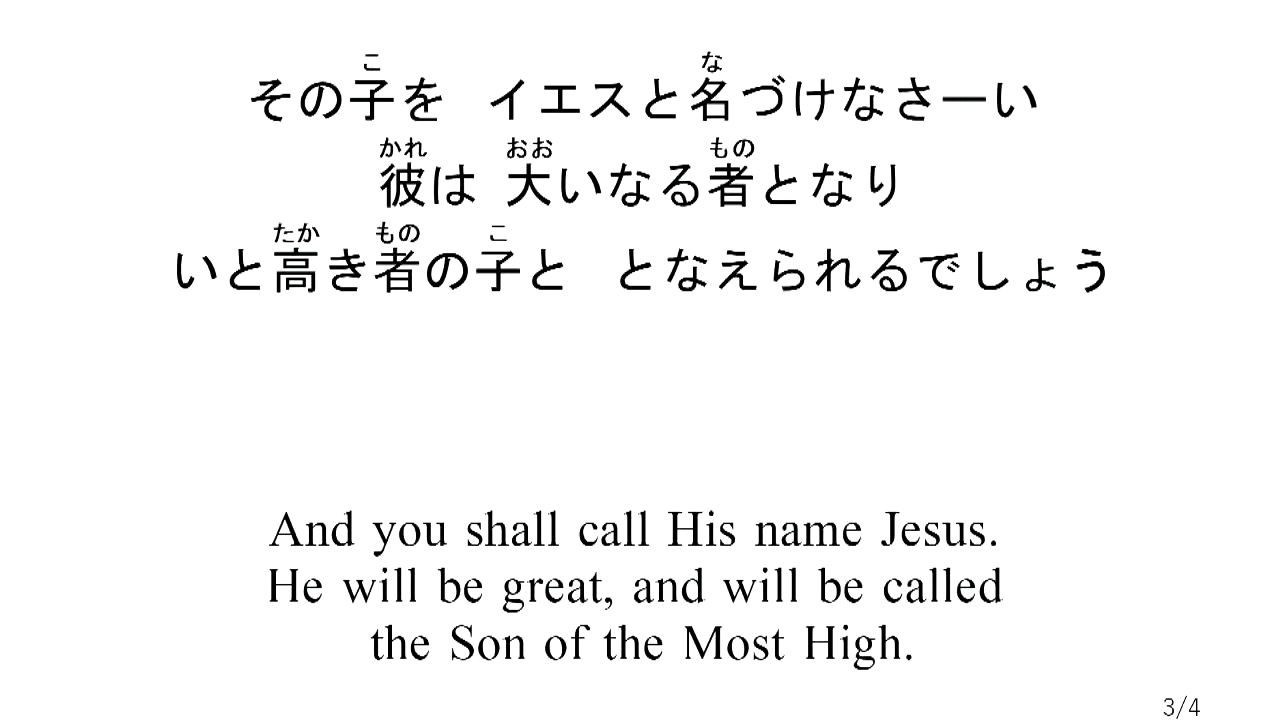 その子を イエスと名づけなさーい
彼は 大いなる者となり
いと高き者の子と となえられるでしょう
And you shall call His name Jesus.
He will be great, and will be called
the Son of the Most High.
3/4